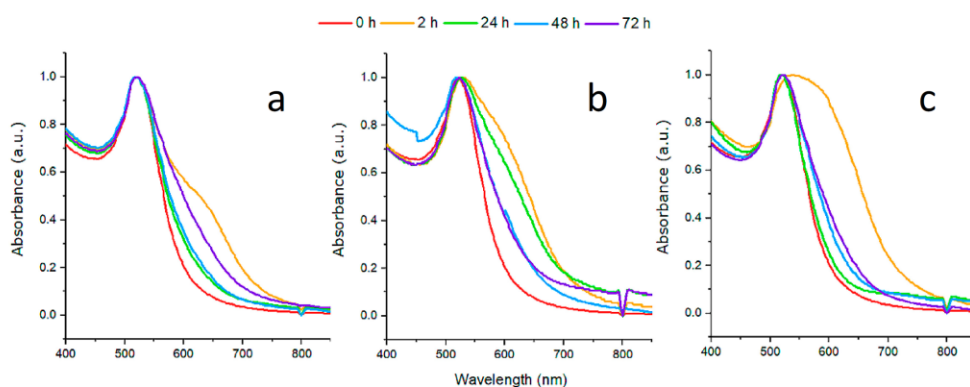 0 h 2 h 24 h 48 h 72 h
a b c
Absorbance (a.u.) Absorbance (a.u.) Absorbance (a.u.)
1.0 1.0 1.0
0.8 0.8 0.8
0.6 0.6 0.6
0.4 0.4 0.4
0.2 0.2 0.2
0.0 0.0 0.0
400 500 600 700 800 400 500 600 700 800 400 500 600 700 800
Wavelength (nm)